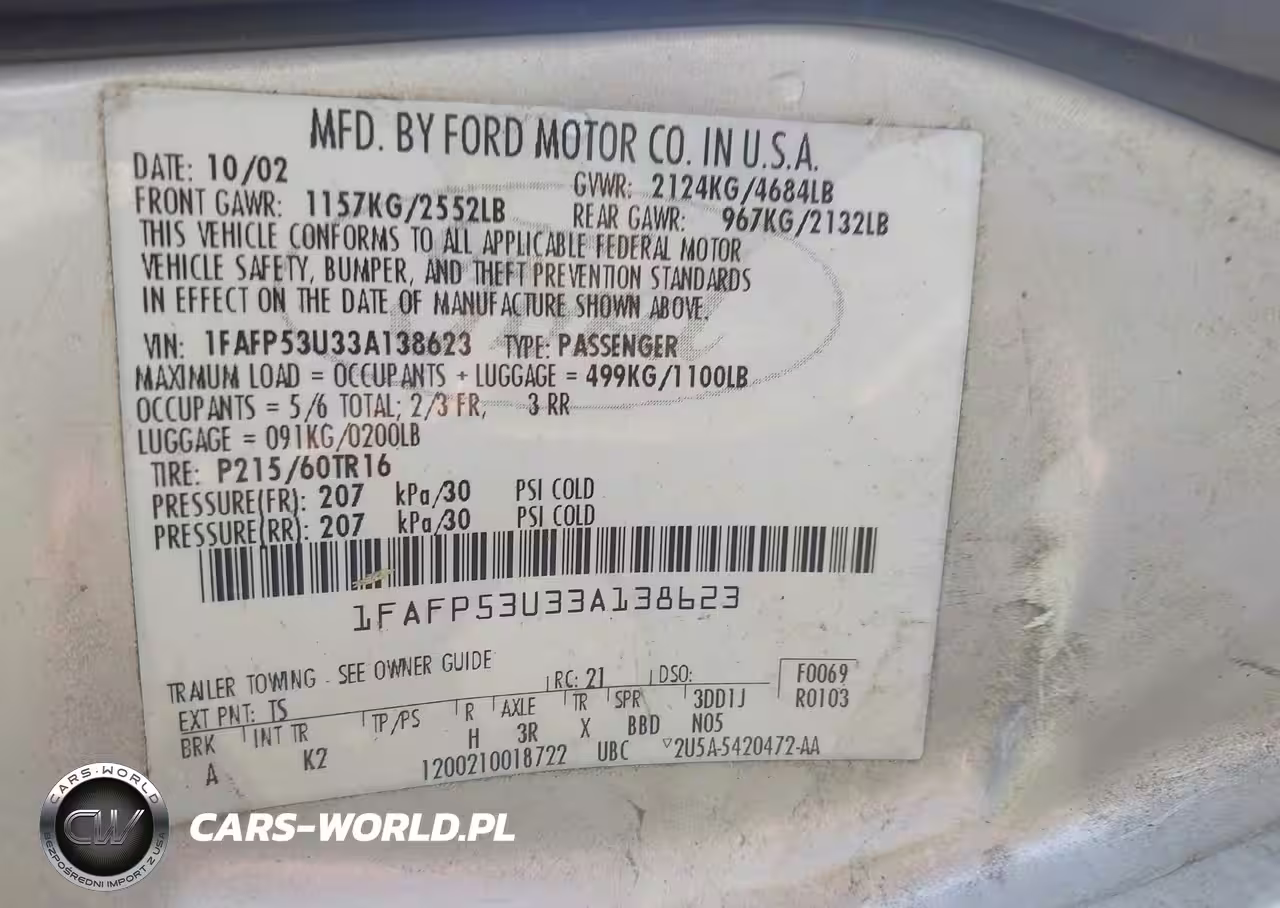 MFD. BY FORD MOTOR CO. IN U.S.A.
DATE: 10/02 GVWR: 2124KG/4684LB
FRONT GAWR: 1157KG/2552LB REAR GAWR: 967KG/2132LB
THIS VEHICLE CONFORMS TO ALL APPLICABLE FEDERAL MOTOR
VEHICLE SAFETY, BUMPER, AND THEFT PREVENTION STANDARDS
IN EFFECT ON THE DATE OF MANUFACTURE SHOWN ABOVE.
VIN: 1FAFP53U33A138623 TYPE: PASSENGER
MAXIMUM LOAD = OCCUPANTS + LUGGAGE = 499KG/1100LB
OCCUPANTS = 5/6 TOTAL; 2/3 FR, 3 RR
LUGGAGE = 091KG/0200LB
TIRE: P215/60TR16
PRESSURE(FR): 207 kPa/30 PSI COLD
PRESSURE(RR): 207 kPa/30 PSI COLD
1FAFP53U33A138623
TRAILER TOWING - SEE OWNER GUIDE
EXT PNT: TS RC: 21 DSO: F0069
BRK INT TR TP/PS R AXLE TR SPR 3DD1J R0103
A K2 H 3R X BBD N05
1200210018722 UBC 2U5A-5420472-AA
CARS-WORLD
CW
BEZPOŚREDNI IMPORT Z USA
CARS-WORLD.PL